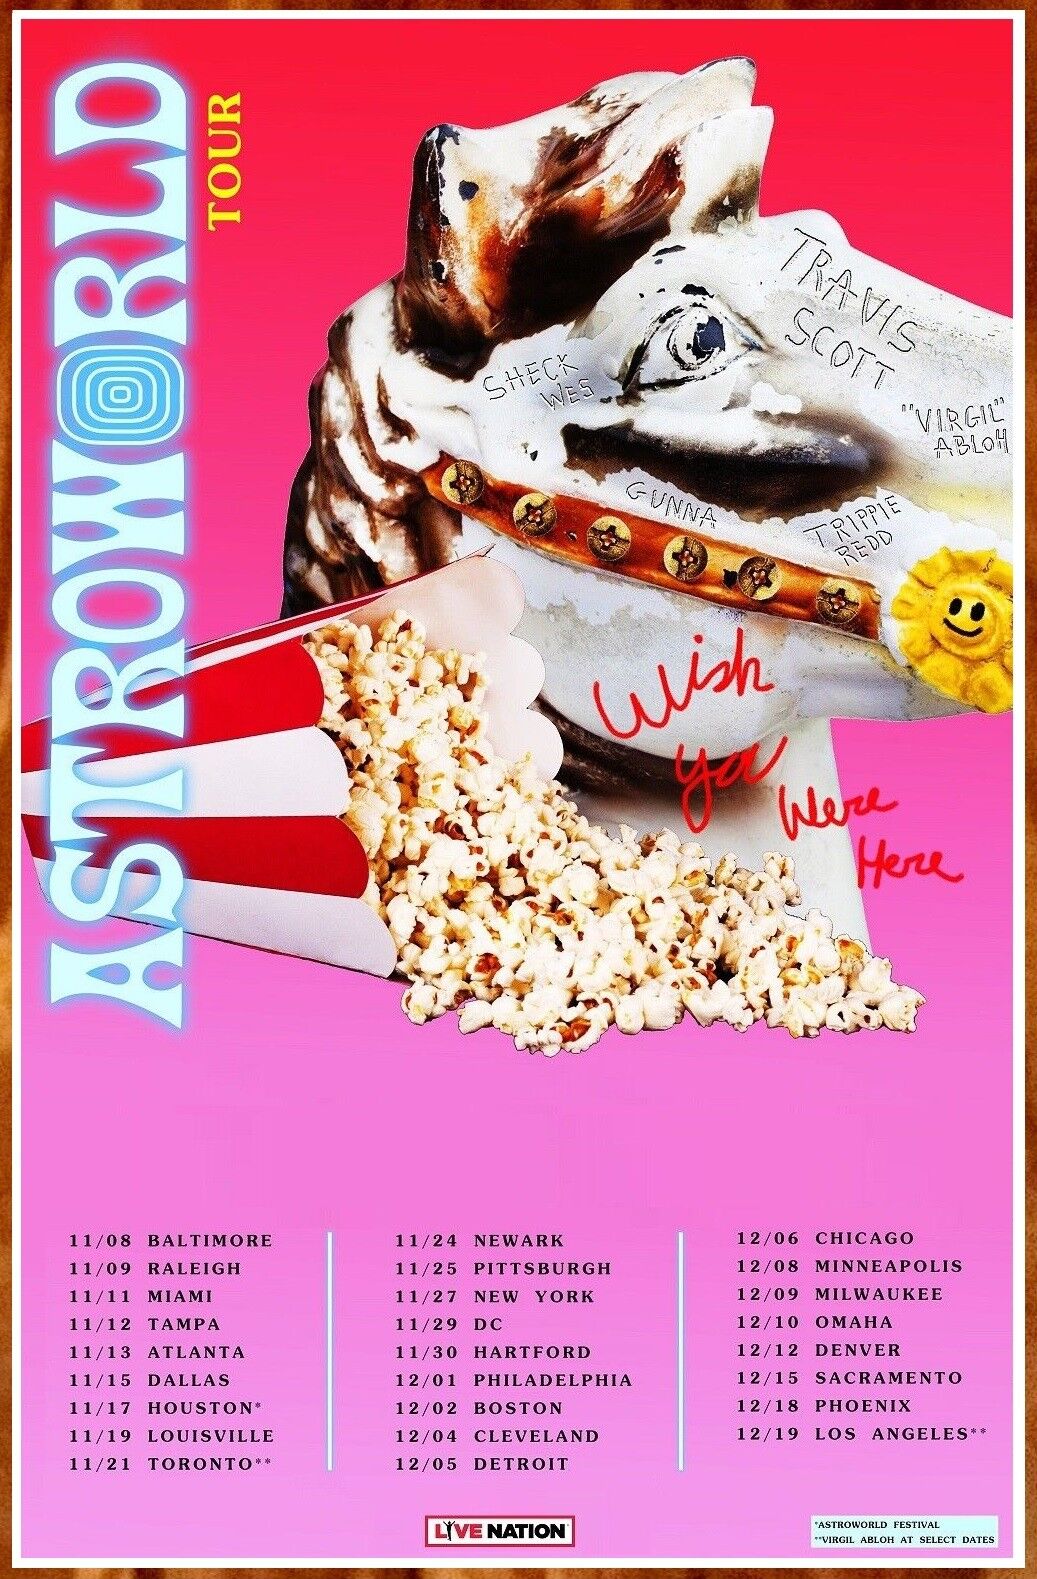 ASTROWORLD
TOUR
TRAVIS
SCOTT
SHECK
WES
"VIRGIL"
ABLOH
GUNNA
TRIPPIE
REDD
Wish
Ya
Were
Here
11/08 BALTIMORE
11/09 RALEIGH
11/11 MIAMI
11/12 TAMPA
11/13 ATLANTA
11/15 DALLAS
11/17 HOUSTON*
11/19 LOUISVILLE
11/21 TORONTO**
11/24 NEWARK
11/25 PITTSBURGH
11/27 NEW YORK
11/29 DC
11/30 HARTFORD
12/01 PHILADELPHIA
12/02 BOSTON
12/04 CLEVELAND
12/05 DETROIT
12/06 CHICAGO
12/08 MINNEAPOLIS
12/09 MILWAUKEE
12/10 OMAHA
12/12 DENVER
12/15 SACRAMENTO
12/18 PHOENIX
12/19 LOS ANGELES**
LIVE NATION
*ASTROWORLD FESTIVAL
**VIRGIL ABLOH AT SELECT DATES